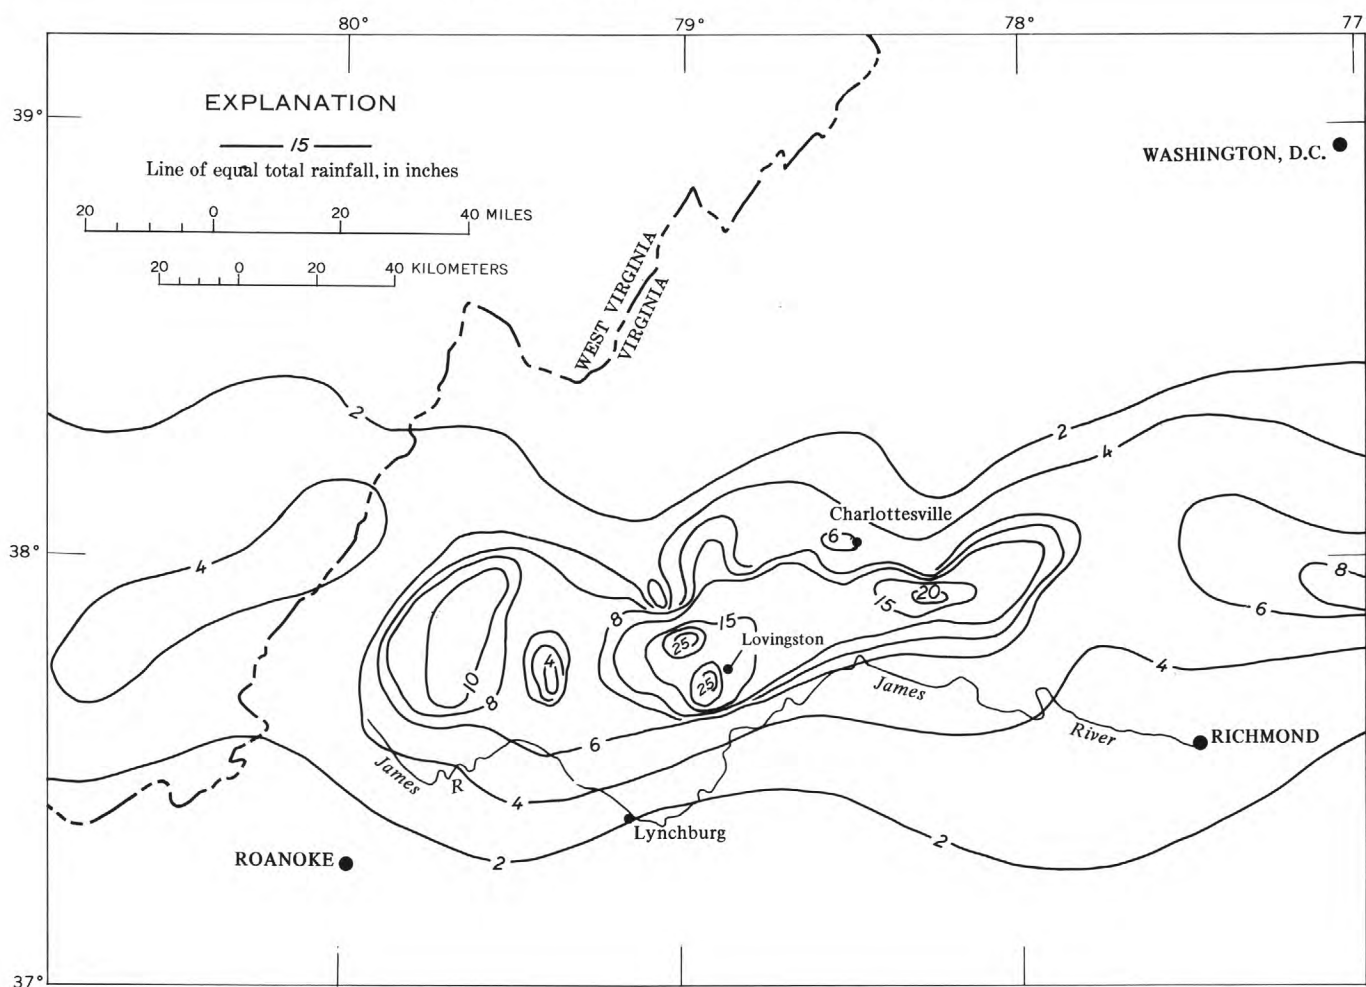 80° 79° 78° 77
39°
EXPLANATION
15
Line of equal total rainfall, in inches
20 0 20 40 MILES
20 0 20 40 KILOMETERS
WASHINGTON, D.C.
WEST VIRGINIA
VIRGINIA
2
2
4
Charlottesville
6
38°
4
8
15
20
8
6
15
Lovingston
25
4
25
10
8
4
James
River
RICHMOND
6
James
R
4
Lynchburg
2
2
ROANOKE
37°